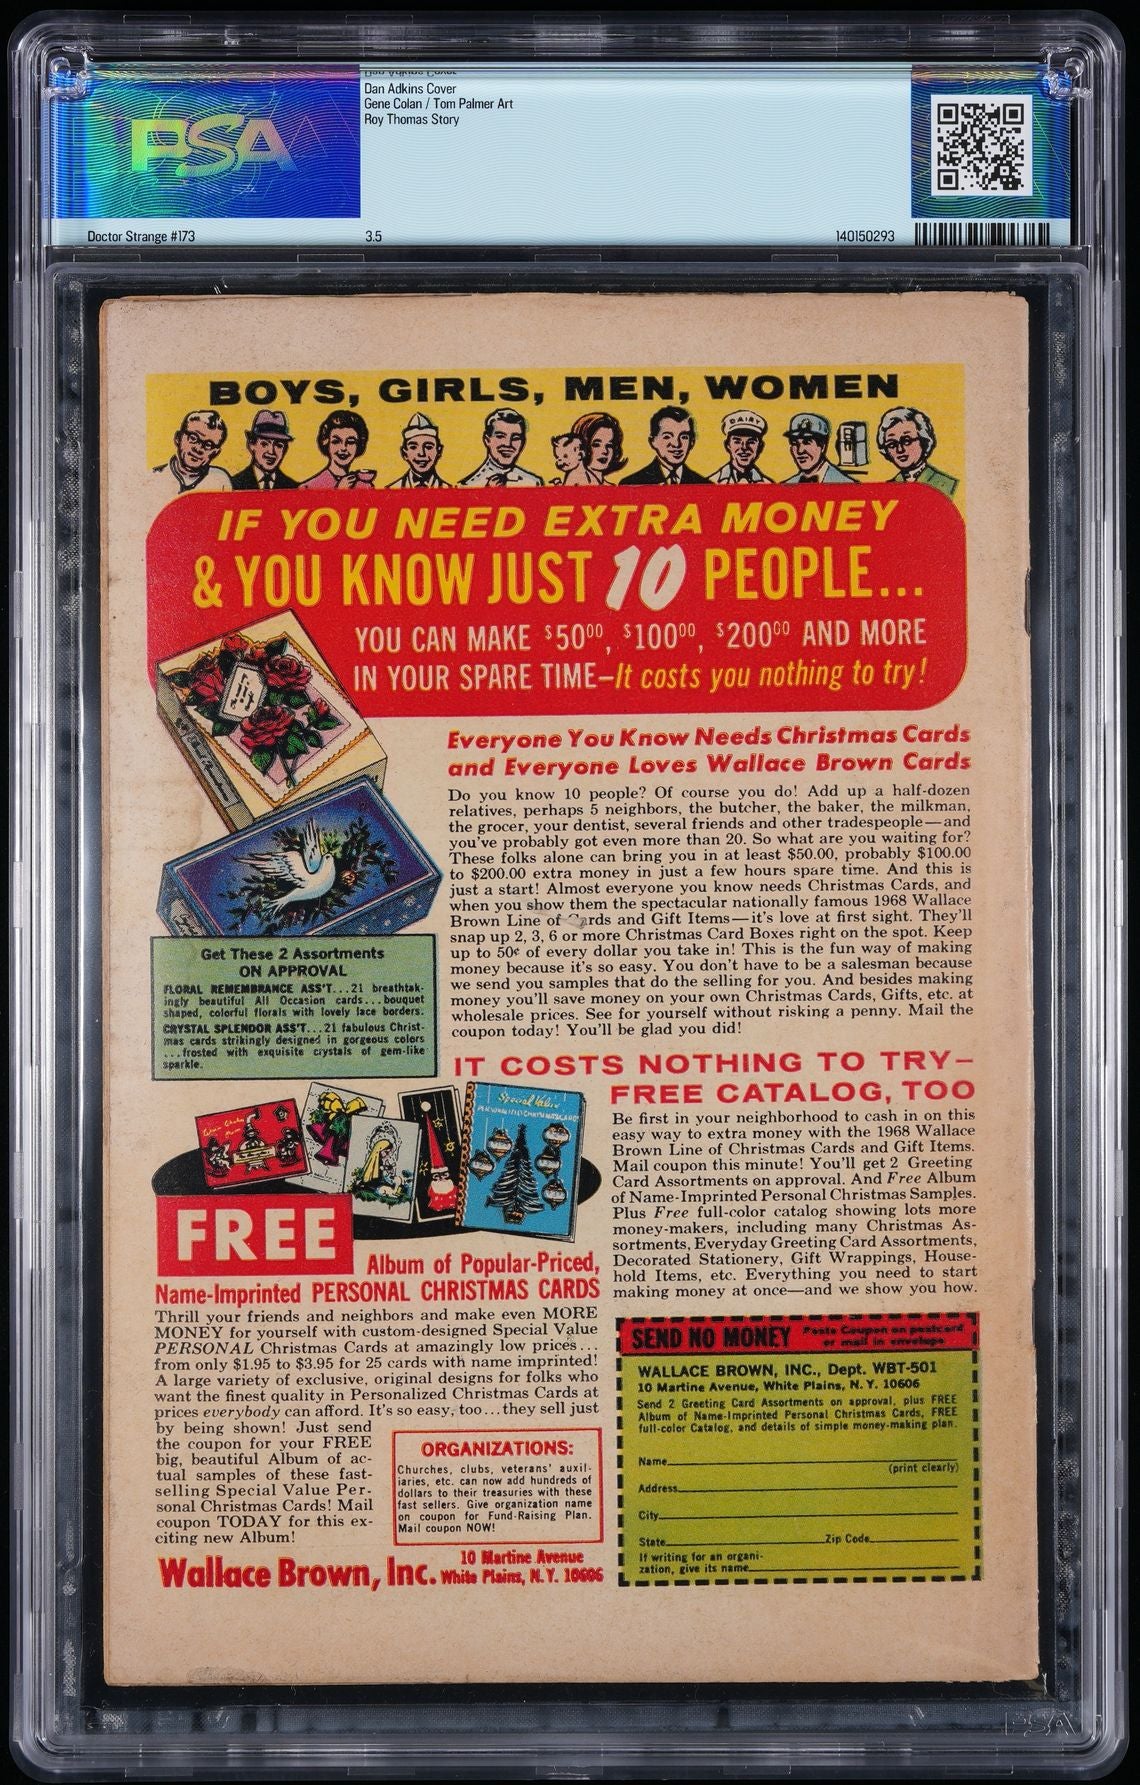 PSA
Dan Adkins Cover
Dan Adkins Cover
Gene Colan / Tom Palmer Art
Roy Thomas Story
Doctor Strange #173 3.5 140150293
BOYS, GIRLS, MEN, WOMEN
DAIRY
IF YOU NEED EXTRA MONEY
& YOU KNOW JUST 10 PEOPLE...
YOU CAN MAKE $50⁰⁰, $100⁰⁰, $200⁰⁰ AND MORE
IN YOUR SPARE TIME–It costs you nothing to try!
Everyone You Know Needs Christmas Cards
and Everyone Loves Wallace Brown Cards
Do you know 10 people? Of course you do! Add up a half-dozen
relatives, perhaps 5 neighbors, the butcher, the baker, the milkman,
the grocer, your dentist, several friends and other tradespeople—and
you've probably got even more than 20. So what are you waiting for?
These folks alone can bring you in at least $50.00, probably $100.00
to $200.00 extra money in just a few hours spare time. And this is
just a start! Almost everyone you know needs Christmas Cards, and
when you show them the spectacular nationally famous 1968 Wallace
Brown Line of Cards and Gift Items—it's love at first sight. They'll
snap up 2, 3, 6 or more Christmas Card Boxes right on the spot. Keep
up to 50¢ of every dollar you take in! This is the fun way of making
money because it's so easy. You don't have to be a salesman because
we send you samples that do the selling for you. And besides making
money you'll save money on your own Christmas Cards, Gifts, etc. at
wholesale prices. See for yourself without risking a penny. Mail the
coupon today! You'll be glad you did!
Get These 2 Assortments
ON APPROVAL
FLORAL REMEMBRANCE ASS'T...21 breathtak-
ingly beautiful All Occasion cards...bouquet
shaped, colorful florals with lovely lace borders.
CRYSTAL SPLENDOR ASS'T...21 fabulous Christ-
mas cards strikingly designed in gorgeous colors
...frosted with exquisite crystals of gem-like
sparkle.
IT COSTS NOTHING TO TRY–
FREE CATALOG, TOO
Be first in your neighborhood to cash in on this
easy way to extra money with the 1968 Wallace
Brown Line of Christmas Cards and Gift Items.
Mail coupon this minute! You'll get 2 Greeting
Card Assortments on approval. And Free Album
of Name-Imprinted Personal Christmas Samples.
Plus Free full-color catalog showing lots more
money-makers, including many Christmas As-
sortments, Everyday Greeting Card Assortments,
Decorated Stationery, Gift Wrappings, House-
hold Items, etc. Everything you need to start
making money at once—and we show you how.
Special Value
FREE
Album of Popular-Priced,
Name-Imprinted PERSONAL CHRISTMAS CARDS
Thrill your friends and neighbors and make even MORE
MONEY for yourself with custom-designed Special Value
PERSONAL Christmas Cards at amazingly low prices...
from only $1.95 to $3.95 for 25 cards with name imprinted!
A large variety of exclusive, original designs for folks who
want the finest quality in Personalized Christmas Cards at
prices everybody can afford. It's so easy, too...they sell just
by being shown! Just send
the coupon for your FREE
big, beautiful Album of ac-
tual samples of these fast-
selling Special Value Per-
sonal Christmas Cards! Mail
coupon TODAY for this ex-
citing new Album!
ORGANIZATIONS:
Churches, clubs, veterans' auxil-
iaries, etc. can now add hundreds of
dollars to their treasuries with these
fast sellers. Give organization name
on coupon for Fund-Raising Plan.
Mail coupon NOW!
Wallace Brown, Inc. 10 Martine Avenue
White Plains, N.Y. 10606
SEND NO MONEY Paste Coupon on postcard
or mail in envelope
WALLACE BROWN, INC., Dept. WBT-501
10 Martine Avenue, White Plains, N. Y. 10606
Send 2 Greeting Card Assortments on approval, plus FREE
Album of Name-Imprinted Personal Christmas Cards, FREE
full-color Catalog, and details of simple money-making plan.
Name
(print clearly)
Address
City
State Zip Code
If writing for an organi-
zation, give its name
PSA